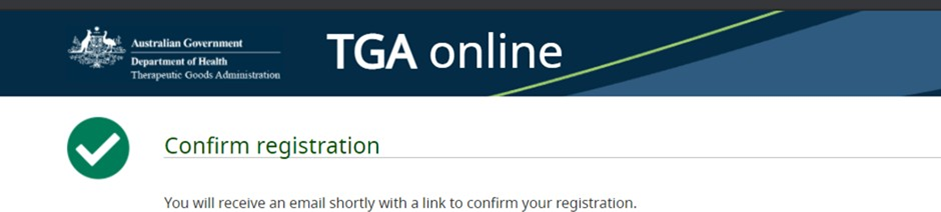 Australian Government
Department of Health
Therapeutic Goods Administration
TGA online
Confirm registration
You will receive an email shortly with a link to confirm your registration.